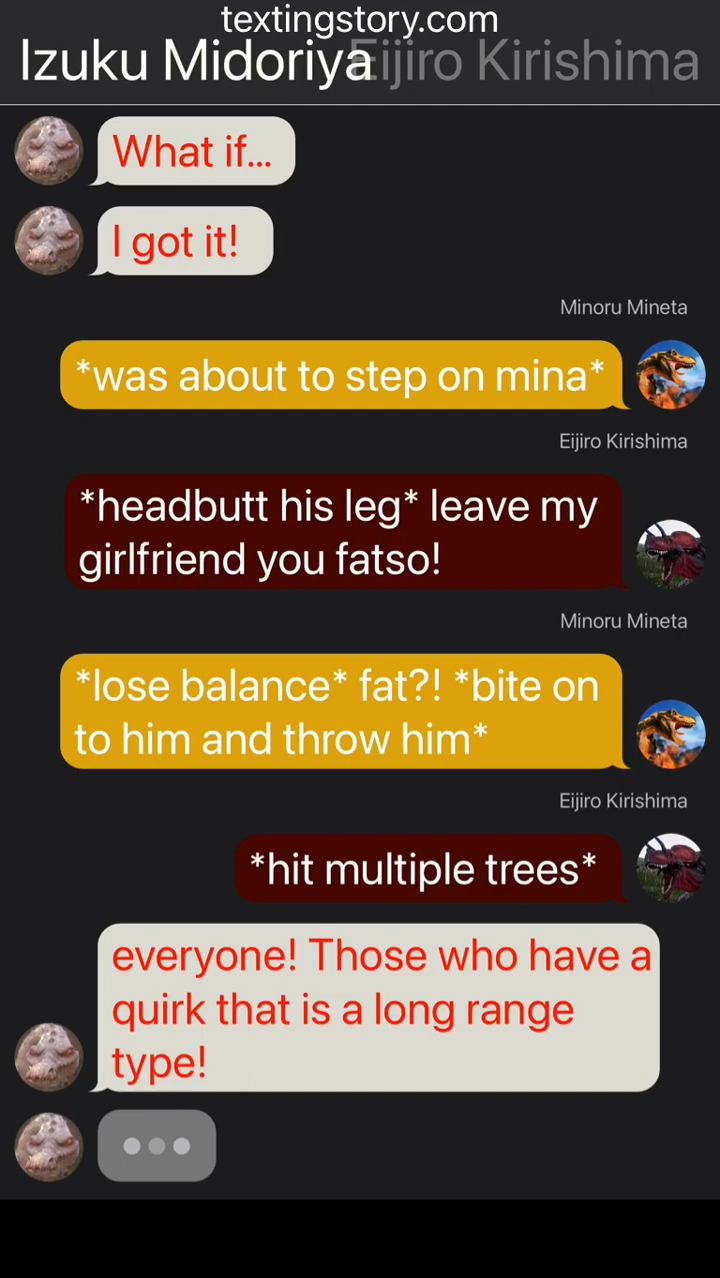 textingstory.com
Izuku Midoriya Eijiro Kirishima
What if...
I got it!
Minoru Mineta
*was about to step on mina*
Eijiro Kirishima
*headbutt his leg* leave my
girlfriend you fatso!
Minoru Mineta
*lose balance* fat?! *bite on
to him and throw him*
Eijiro Kirishima
*hit multiple trees*
everyone! Those who have a
quirk that is a long range
type!